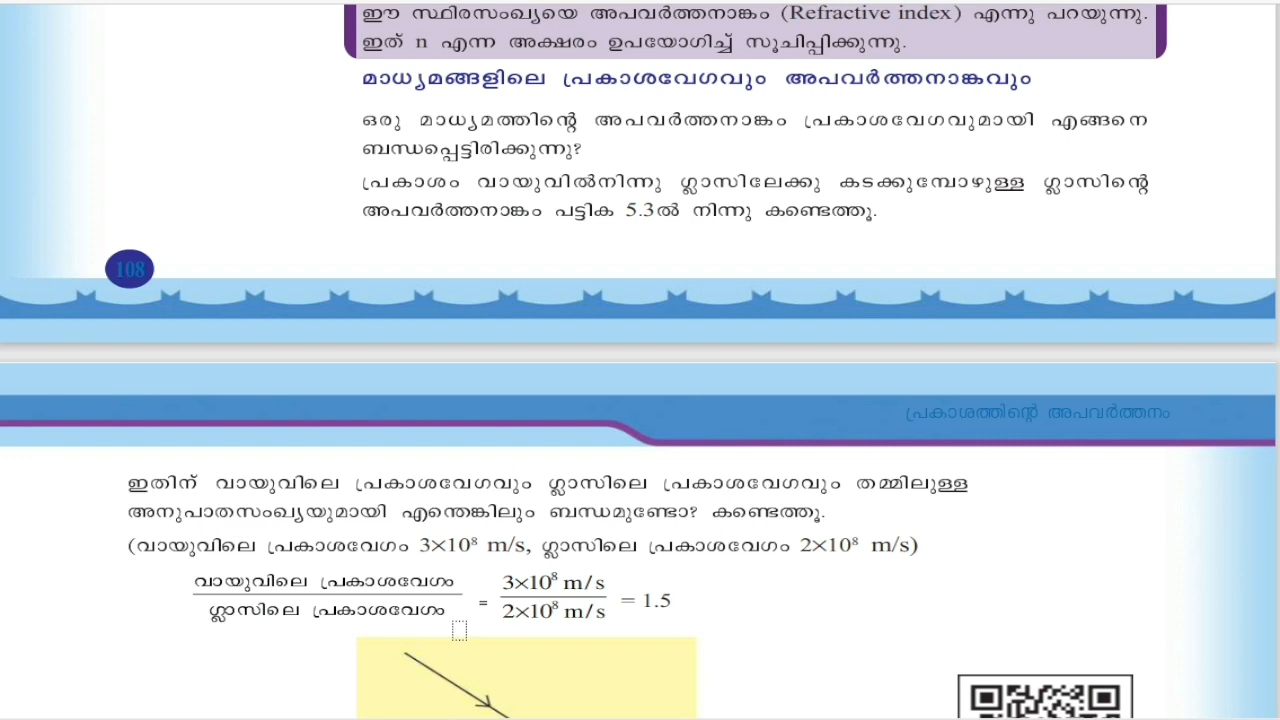 ഈ സ്ഥിരസംഖ്യയെ അപവർത്തനാങ്കം (Refractive index) എന്നു പറയുന്നു.
ഇത് n എന്ന അക്ഷരം ഉപയോഗിച്ച് സൂചിപ്പിക്കുന്നു.
മാധ്യമങ്ങളിലെ പ്രകാശവേഗവും അപവർത്തനാങ്കവും
ഒരു മാധ്യമത്തിന്റെ അപവർത്തനാങ്കം പ്രകാശവേഗവുമായി എങ്ങനെ
ബന്ധപ്പെട്ടിരിക്കുന്നു?
പ്രകാശം വായുവിൽനിന്നു ഗ്ലാസിലേക്കു കടക്കുമ്പോഴുള്ള ഗ്ലാസിന്റെ
അപവർത്തനാങ്കം പട്ടിക 5.3ൽ നിന്നു കണ്ടെത്തൂ.
108
പ്രകാശത്തിന്റെ അപവർത്തനം
ഇതിന് വായുവിലെ പ്രകാശവേഗവും ഗ്ലാസിലെ പ്രകാശവേഗവും തമ്മിലുള്ള
അനുപാതസംഖ്യയുമായി എന്തെങ്കിലും ബന്ധമുണ്ടോ? കണ്ടെത്തൂ.
(വായുവിലെ പ്രകാശവേഗം 3×10⁸ m/s, ഗ്ലാസിലെ പ്രകാശവേഗം 2×10⁸ m/s)
വായുവിലെ പ്രകാശവേഗം 3×10⁸ m/s
ഗ്ലാസിലെ പ്രകാശവേഗം = 2×10⁸ m/s = 1.5